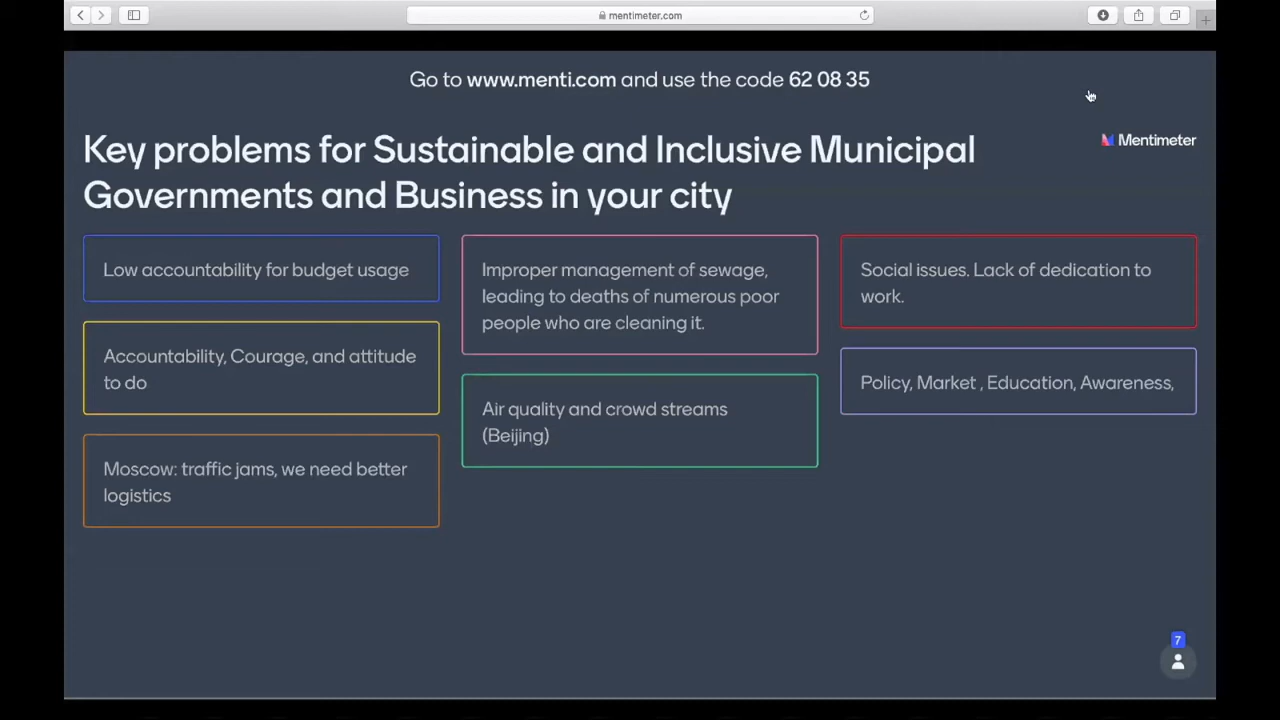 mentimeter.com
Go to www.menti.com and use the code 62 08 35
Mentimeter
Key problems for Sustainable and Inclusive Municipal
Governments and Business in your city
Low accountability for budget usage
Accountability, Courage, and attitude
to do
Moscow: traffic jams, we need better
logistics
Improper management of sewage,
leading to deaths of numerous poor
people who are cleaning it.
Air quality and crowd streams
(Beijing)
Social issues. Lack of dedication to
work.
Policy, Market , Education, Awareness,
7